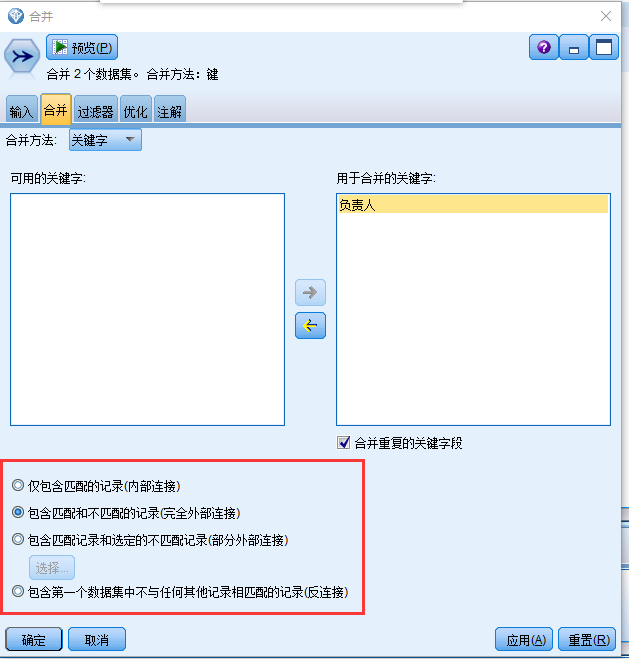 合并
预览(P)
合并 2 个数据集。 合并方法: 键
输入 合并 过滤器 优化 注解
合并方法: 关键字
可用的关键字: 用于合并的关键字:
负责人
合并重复的关键字段
仅包含匹配的记录(内部连接)
包含匹配和不匹配的记录(完全外部连接)
包含匹配记录和选定的不匹配记录(部分外部连接)
选择...
包含第一个数据集中不与任何其他记录相匹配的记录(反连接)
确定 取消 应用(A) 重置(R)